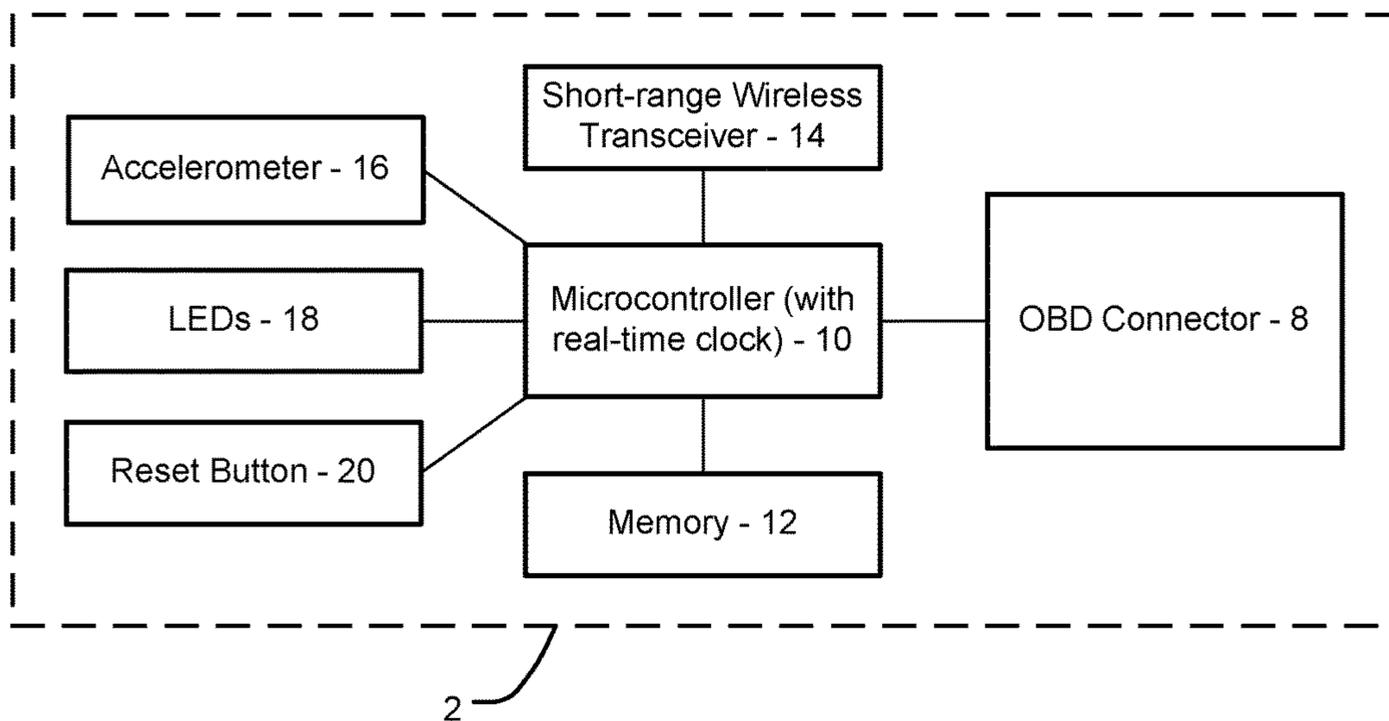 Short-range Wireless
Transceiver - 14
Accelerometer - 16
LEDs - 18
Microcontroller (with
real-time clock) - 10
OBD Connector - 8
Reset Button - 20
Memory - 12
2